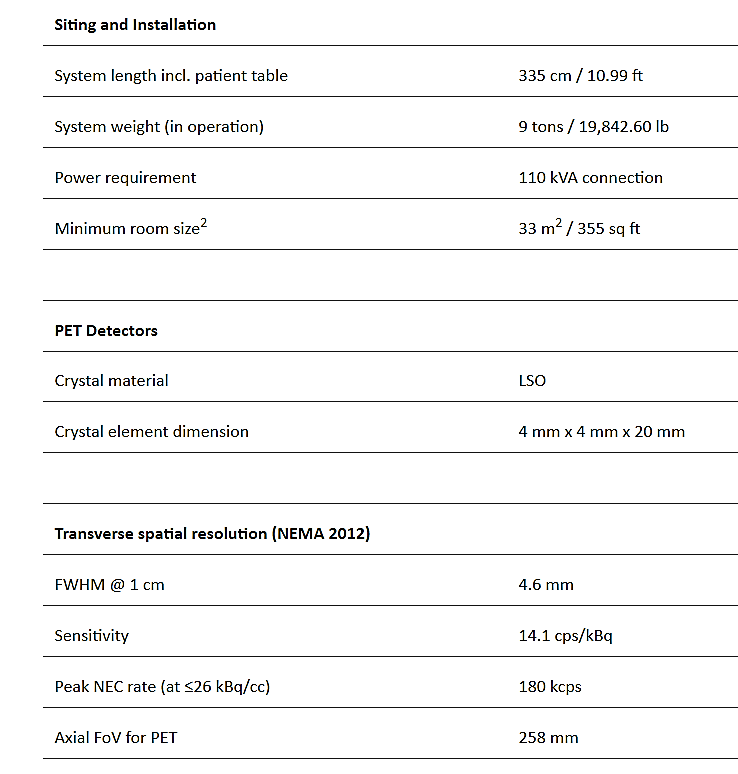 Siting and Installation
System length incl. patient table 335 cm / 10.99 ft
System weight (in operation) 9 tons / 19,842.60 lb
Power requirement 110 kVA connection
Minimum room size² 33 m² / 355 sq ft
PET Detectors
Crystal material LSO
Crystal element dimension 4 mm x 4 mm x 20 mm
Transverse spatial resolution (NEMA 2012)
FWHM @ 1 cm 4.6 mm
Sensitivity 14.1 cps/kBq
Peak NEC rate (at ≤26 kBq/cc) 180 kcps
Axial FoV for PET 258 mm